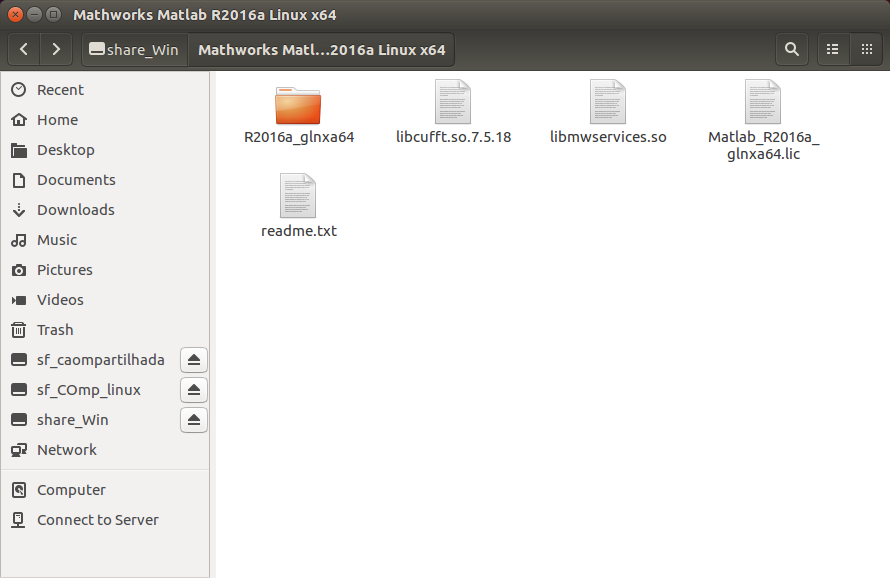 Mathworks Matlab R2016a Linux x64
share_Win
Mathworks Matl...2016a Linux x64
Recent
Home
Desktop
Documents
Downloads
Music
Pictures
Videos
Trash
sf_caompartilhada
sf_COmp_linux
share_Win
Network
Computer
Connect to Server
R2016a_glnxa64
libcufft.so.7.5.18
libmwservices.so
Matlab_R2016a_
glnxa64.lic
readme.txt